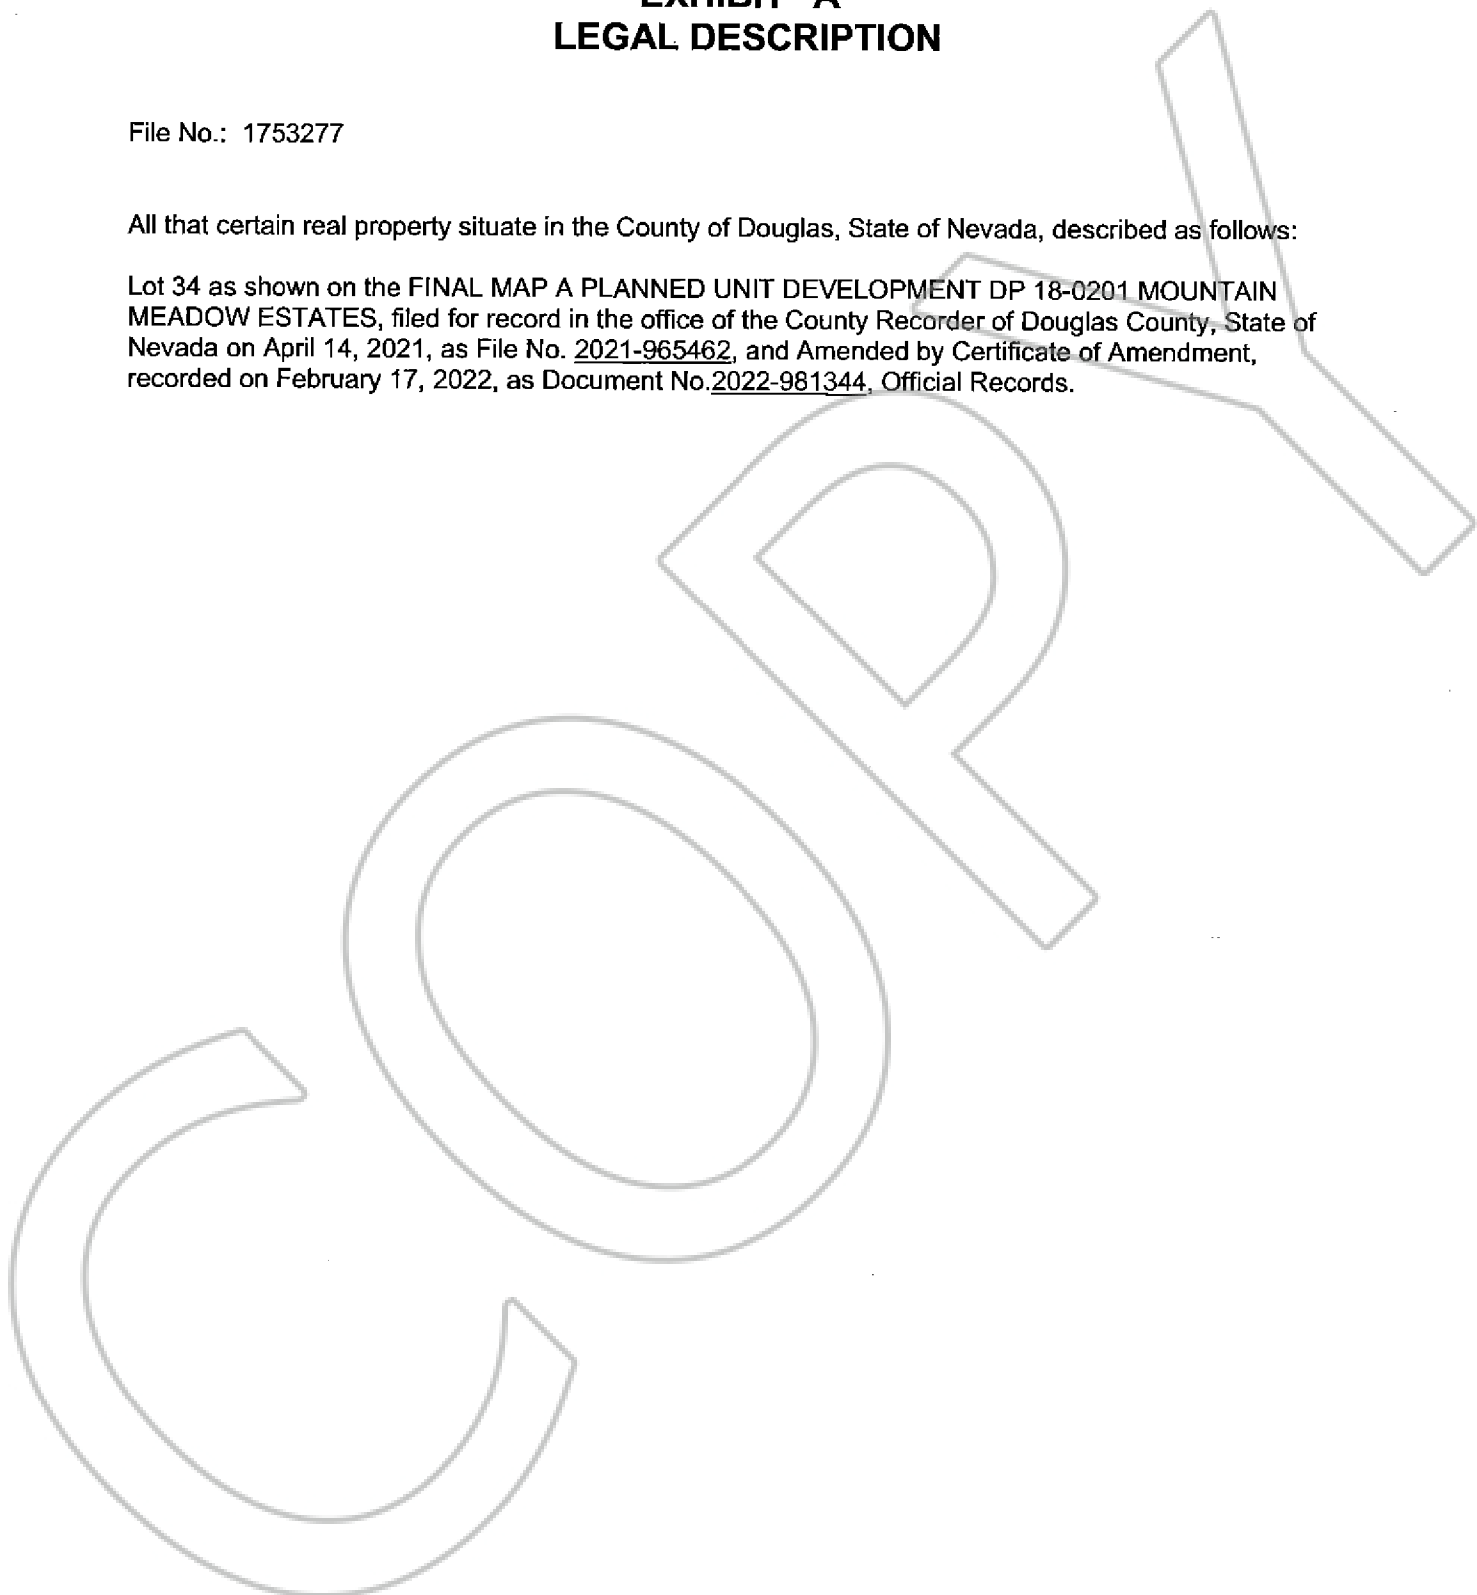 EXHIBIT "A"
LEGAL DESCRIPTION
File No.: 1753277
All that certain real property situate in the County of Douglas, State of Nevada, described as follows:
Lot 34 as shown on the FINAL MAP A PLANNED UNIT DEVELOPMENT DP 18-0201 MOUNTAIN
MEADOW ESTATES, filed for record in the office of the County Recorder of Douglas County, State of
Nevada on April 14, 2021, as File No. 2021-965462, and Amended by Certificate of Amendment,
recorded on February 17, 2022, as Document No.2022-981344, Official Records.
COPY